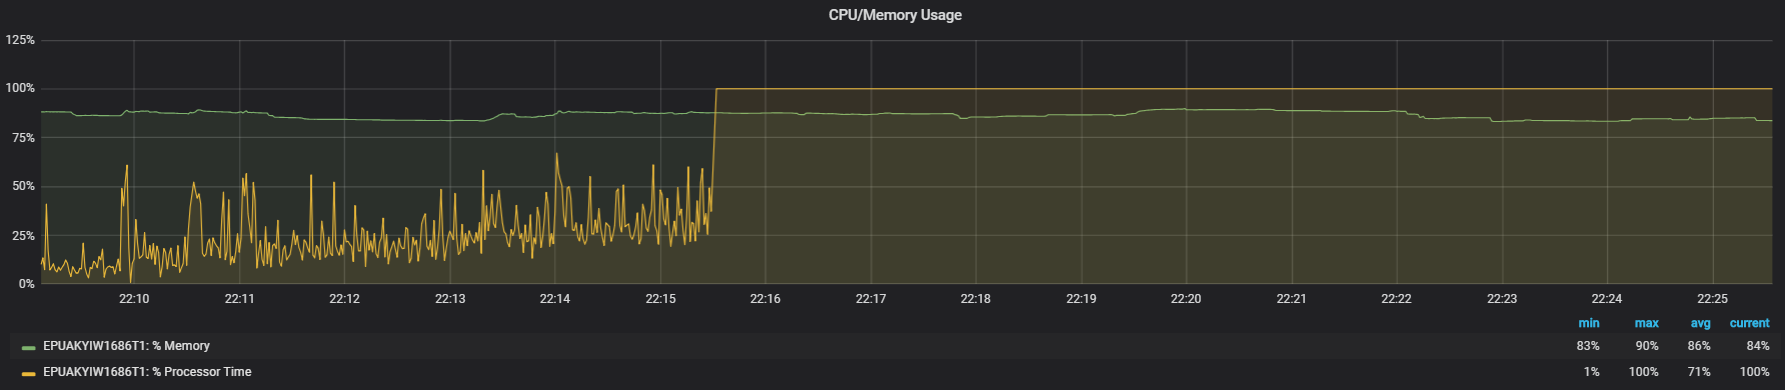 CPU/Memory Usage
125%
100%
75%
50%
25%
0%
22:10 22:11 22:12 22:13 22:14 22:15 22:16 22:17 22:18 22:19 22:20 22:21 22:22 22:23 22:24 22:25
min max avg current
EPUAKYIW1686T1: % Memory 83% 90% 86% 84%
EPUAKYIW1686T1: % Processor Time 1% 100% 71% 100%